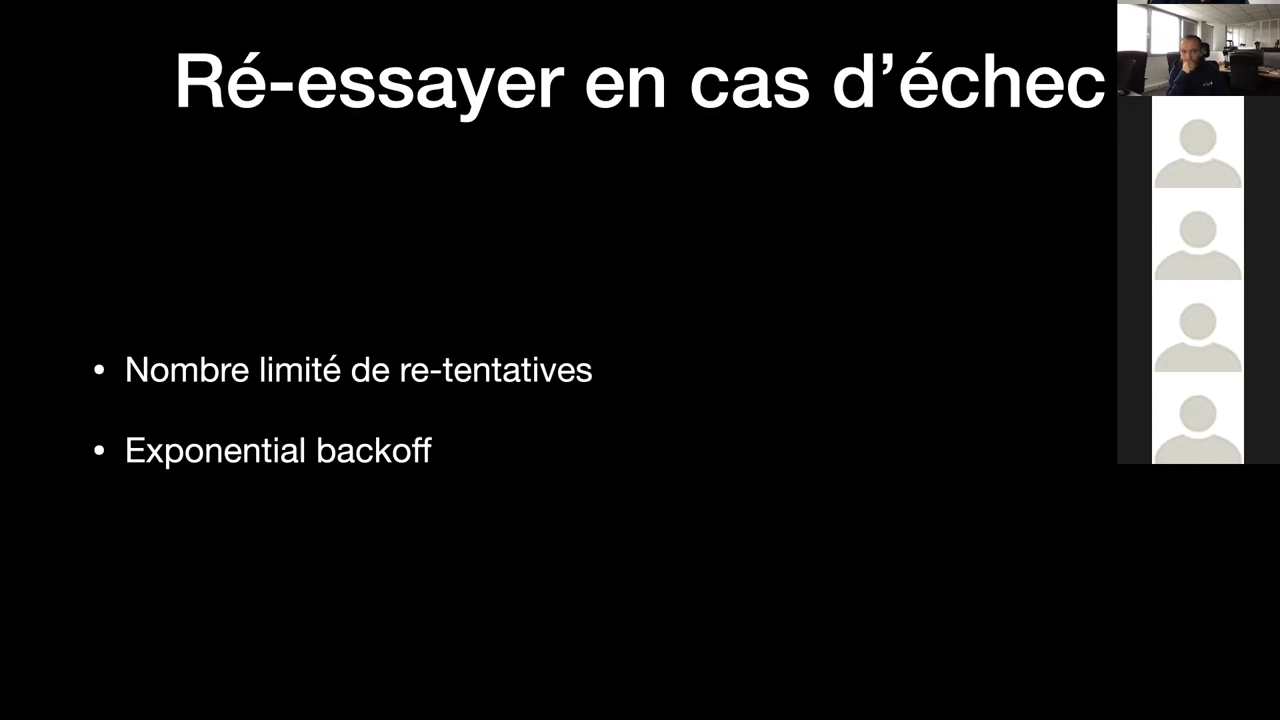 Ré-essayer en cas d’échec
• Nombre limité de re-tentatives
• Exponential backoff